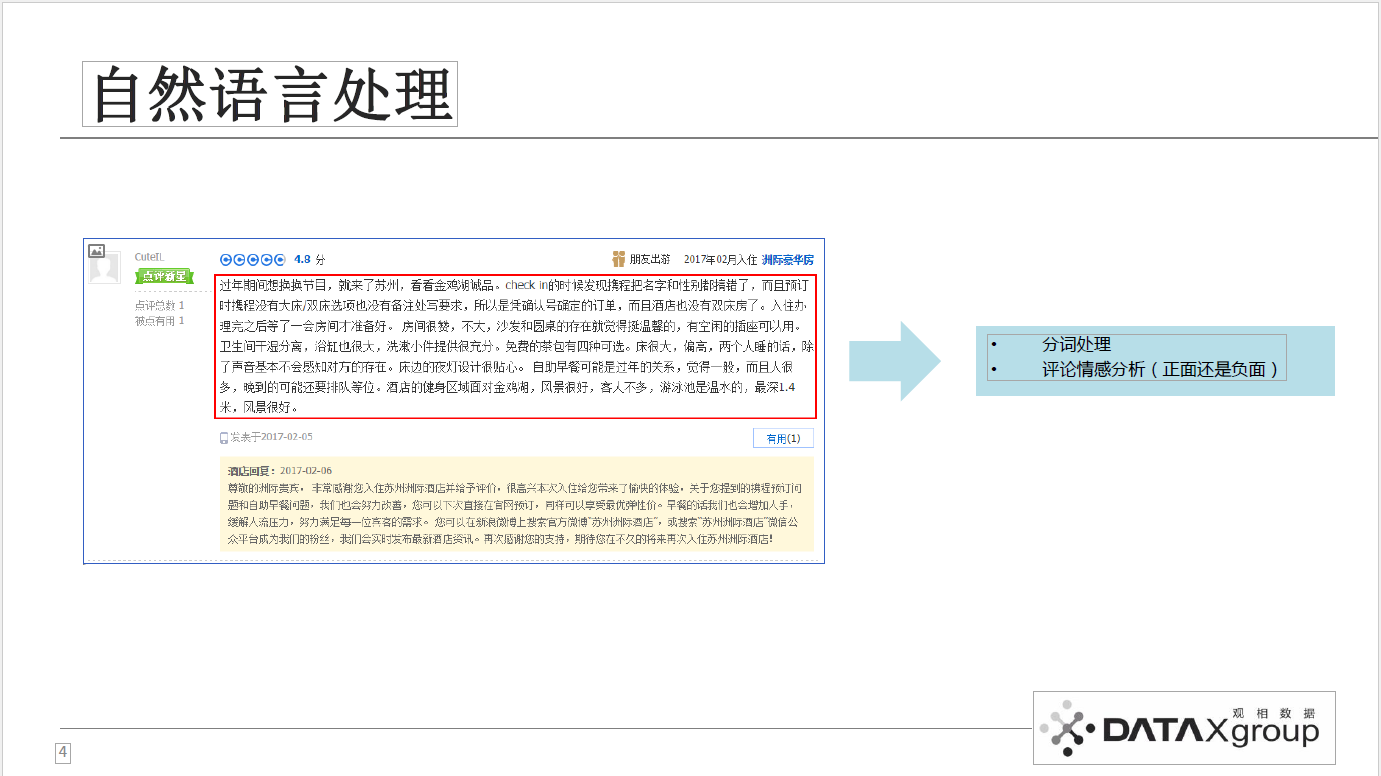 自然语言处理
CuteIL
点评新星
点评总数 1
被点有用 1
4.8 分
朋友出游 2017年02月入住 洲际豪华房
过年期间想换换节目，就来了苏州，看看金鸡湖诚品。check in的时候发现携程把名字和性别都搞错了，而且预订
时携程没有大床/双床选项也没有备注处写要求，所以是凭确认号确定的订单，而且酒店也没有双床房了。入住办
理完之后等了一会房间才准备好。 房间很赞，不大，沙发和圆桌的存在就觉得挺温馨的，有空闲的插座可以用。
卫生间干湿分离，浴缸也很大，洗漱小件提供很充分。免费的茶包有四种可选。床很大，偏高，两个人睡的话，除
了声音基本不会感知对方的存在。床边的夜灯设计很贴心。 自助早餐可能是过年的关系，觉得一般，而且人很
多，晚到的可能还要排队等位。酒店的健身区域面对金鸡湖，风景很好，客人不多，游泳池是温水的，最深1.4
米，风景很好。
发表于2017-02-05
有用(1)
酒店回复：2017-02-06
尊敬的洲际贵宾， 非常感谢您入住苏州洲际酒店并给予评价，很高兴本次入住给您带来了愉快的体验，关于您提到的携程预订问
题和自助早餐问题，我们也会努力改善，您可以下次直接在官网预订，同样可以享受最优弹性价。早餐的话我们也会增加人手，
缓解人流压力，努力满足每一位宾客的需求。 您可以在新浪微博上搜索官方微博"苏州洲际酒店"，或搜索"苏州洲际酒店"微信公
众平台成为我们的粉丝，我们会实时发布最新酒店资讯。再次感谢您的支持，期待您在不久的将来再次入住苏州洲际酒店！
• 分词处理
• 评论情感分析（正面还是负面）
观相数据
DATAXgroup
4